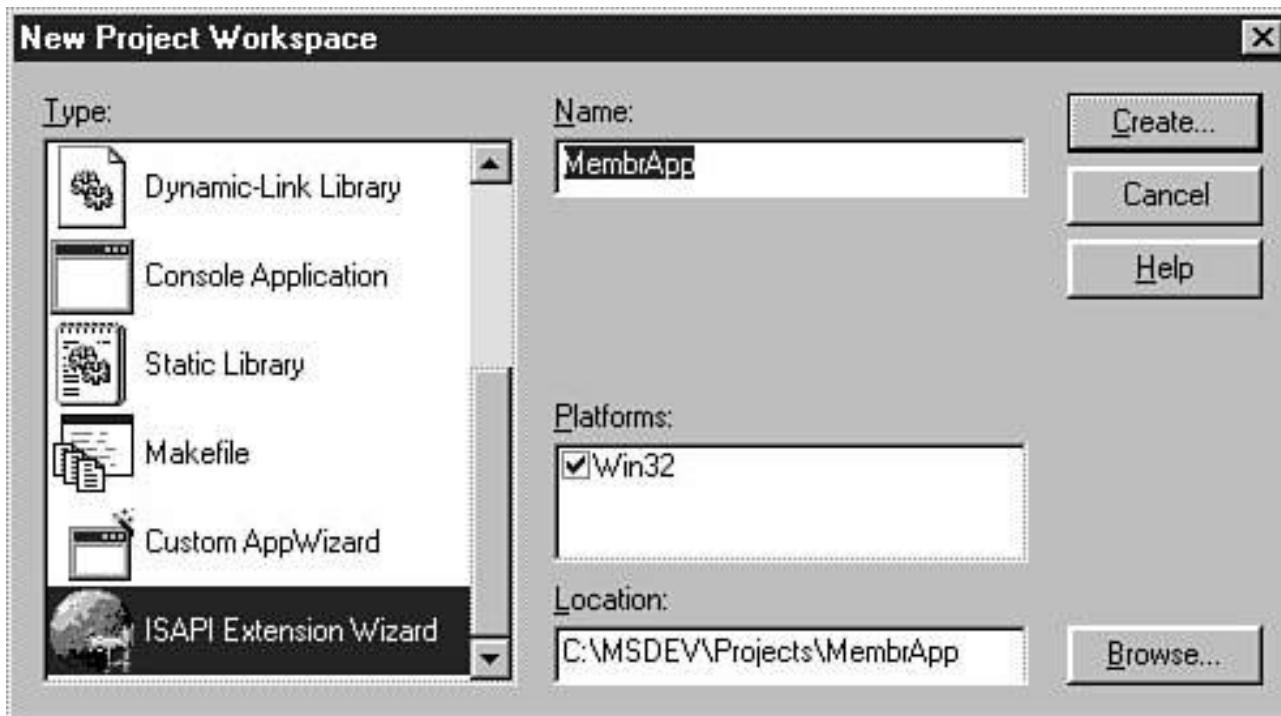 New Project Workspace
Type:
Dynamic-Link Library
Console Application
Static Library
Makefile
Custom AppWizard
ISAPI Extension Wizard
Name:
MembrApp
Platforms:
Win32
Location:
C:\MSDEV\Projects\MembrApp
Create...
Cancel
Help
Browse...